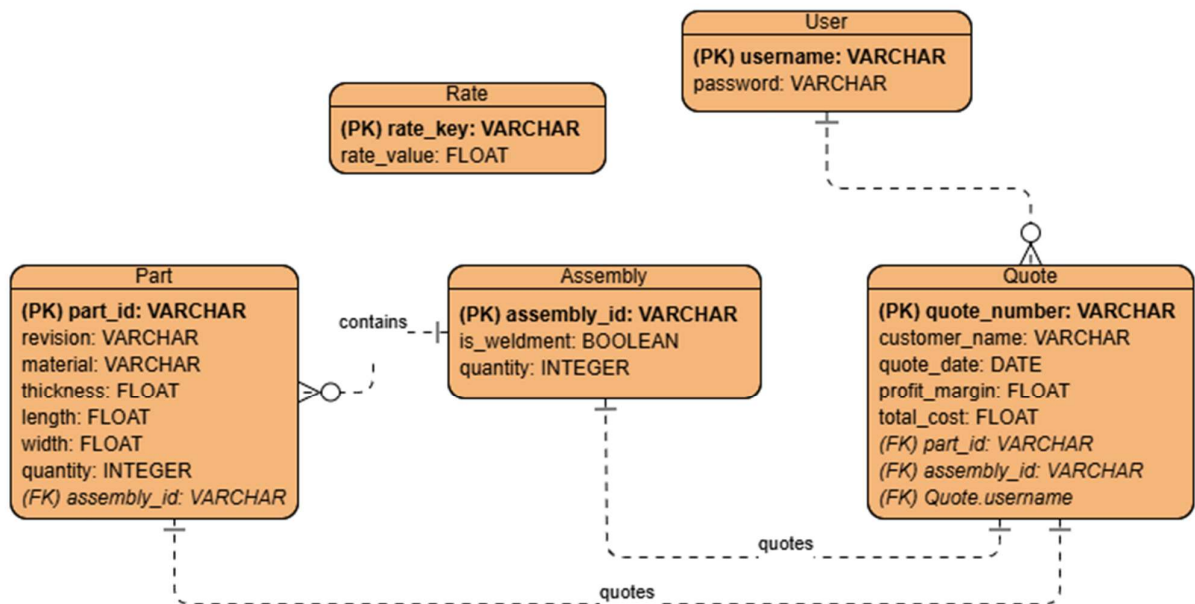 User
(PK) username: VARCHAR
password: VARCHAR
Rate
(PK) rate_key: VARCHAR
rate_value: FLOAT
Part
(PK) part_id: VARCHAR
revision: VARCHAR
material: VARCHAR
thickness: FLOAT
length: FLOAT
width: FLOAT
quantity: INTEGER
(FK) assembly_id: VARCHAR
contains
Assembly
(PK) assembly_id: VARCHAR
is_weldment: BOOLEAN
quantity: INTEGER
Quote
(PK) quote_number: VARCHAR
customer_name: VARCHAR
quote_date: DATE
profit_margin: FLOAT
total_cost: FLOAT
(FK) part_id: VARCHAR
(FK) assembly_id: VARCHAR
(FK) Quote.username
quotes
quotes